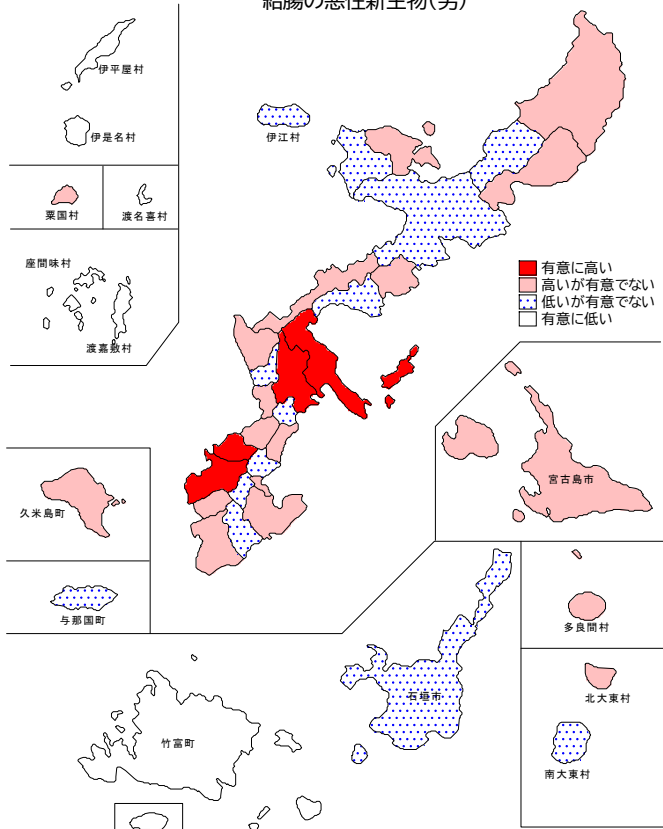 結腸の悪性新生物(男)
伊平屋村
伊是名村
伊江村
粟国村
渡名喜村
座間味村
渡嘉敷村
有意に高い
高いが有意でない
低いが有意でない
有意に低い
宮古島市
久米島町
与那国町
多良間村
石垣市
北大東村
竹富町
南大東村